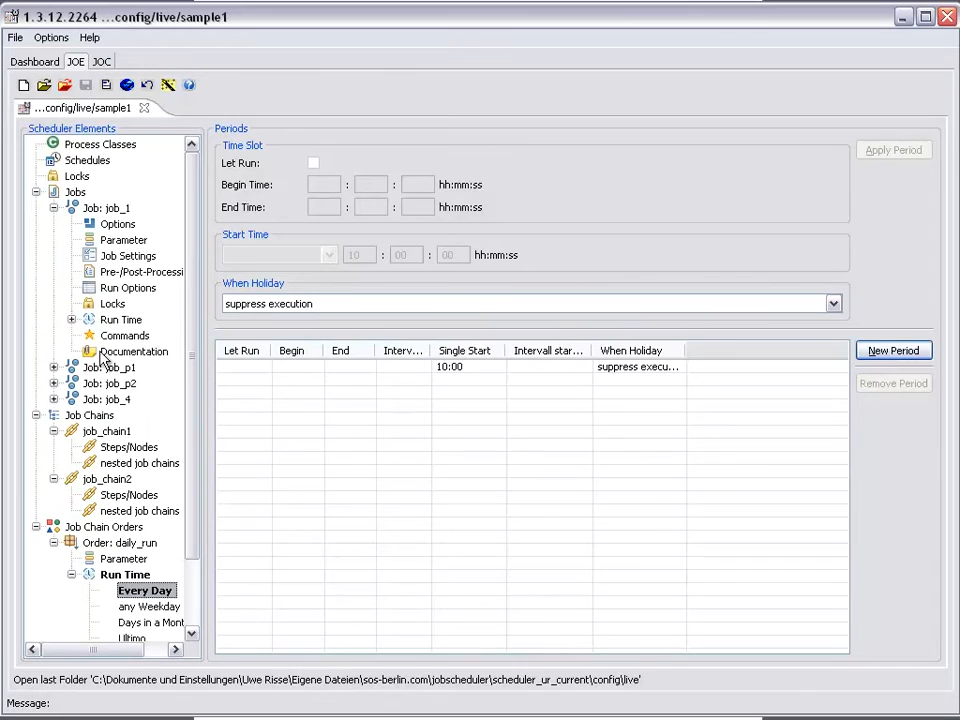 1.3.12.2264 ...config/live/sample1
File Options Help
Dashboard JOE JOC
...config/live/sample1
Scheduler Elements
Process Classes
Schedules
Locks
Jobs
Job: job_1
Options
Parameter
Job Settings
Pre-/Post-Processi
Run Options
Locks
Run Time
Commands
Documentation
Job: job_p1
Job: job_p2
Job: job_4
Job Chains
job_chain1
Steps/Nodes
nested job chains
job_chain2
Steps/Nodes
nested job chains
Job Chain Orders
Order: daily_run
Parameter
Run Time
Every Day
any Weekday
Days in a Mont
Ultimo
Periods
Time Slot
Let Run:
Begin Time: : : hh:mm:ss
End Time: : : hh:mm:ss
Apply Period
Start Time
10 : 00 : 00 hh:mm:ss
When Holiday
suppress execution
Let Run Begin End Interv... Single Start Intervall star... When Holiday
10:00 suppress execu...
New Period
Remove Period
Open last Folder 'C:\Dokumente und Einstellungen\Uwe Risse\Eigene Dateien\sos-berlin.com\jobscheduler\scheduler_ur_current\config\live'
Message: